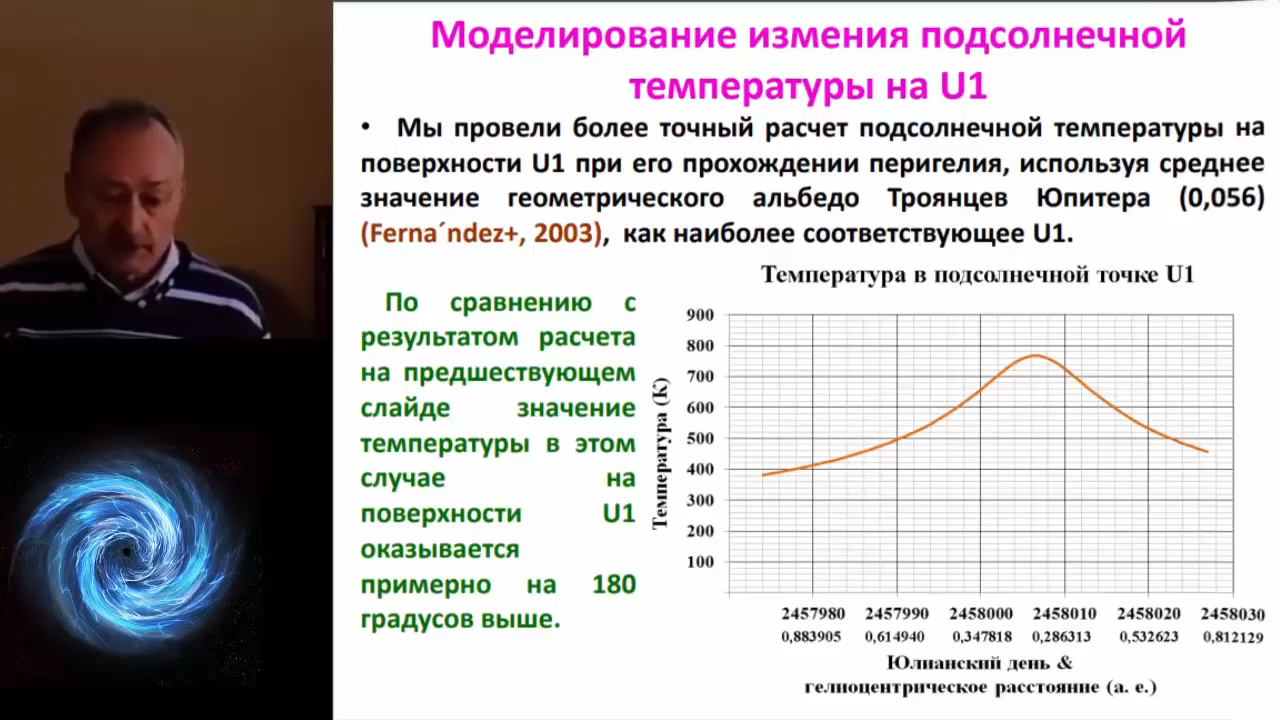 Моделирование измения подсолнечной
температуры на U1
• Мы провели более точный расчет подсолнечной температуры на
поверхности U1 при его прохождении перигелия, используя среднее
значение геометрического альбедо Троянцев Юпитера (0,056)
(Ferna´ndez+, 2003), как наиболее соответствующее U1.
По сравнению с
результатом расчета
на предшествующем
слайде значение
температуры в этом
случае на
поверхности U1
оказывается
примерно на 180
градусов выше.
Температура в подсолнечной точке U1
Температура (К)
900
800
700
600
500
400
300
200
100
2457980 2457990 2458000 2458010 2458020 2458030
0,883905 0,614940 0,347818 0,286313 0,532623 0,812129
Юлианский день &
гелиоцентрическое расстояние (а. е.)